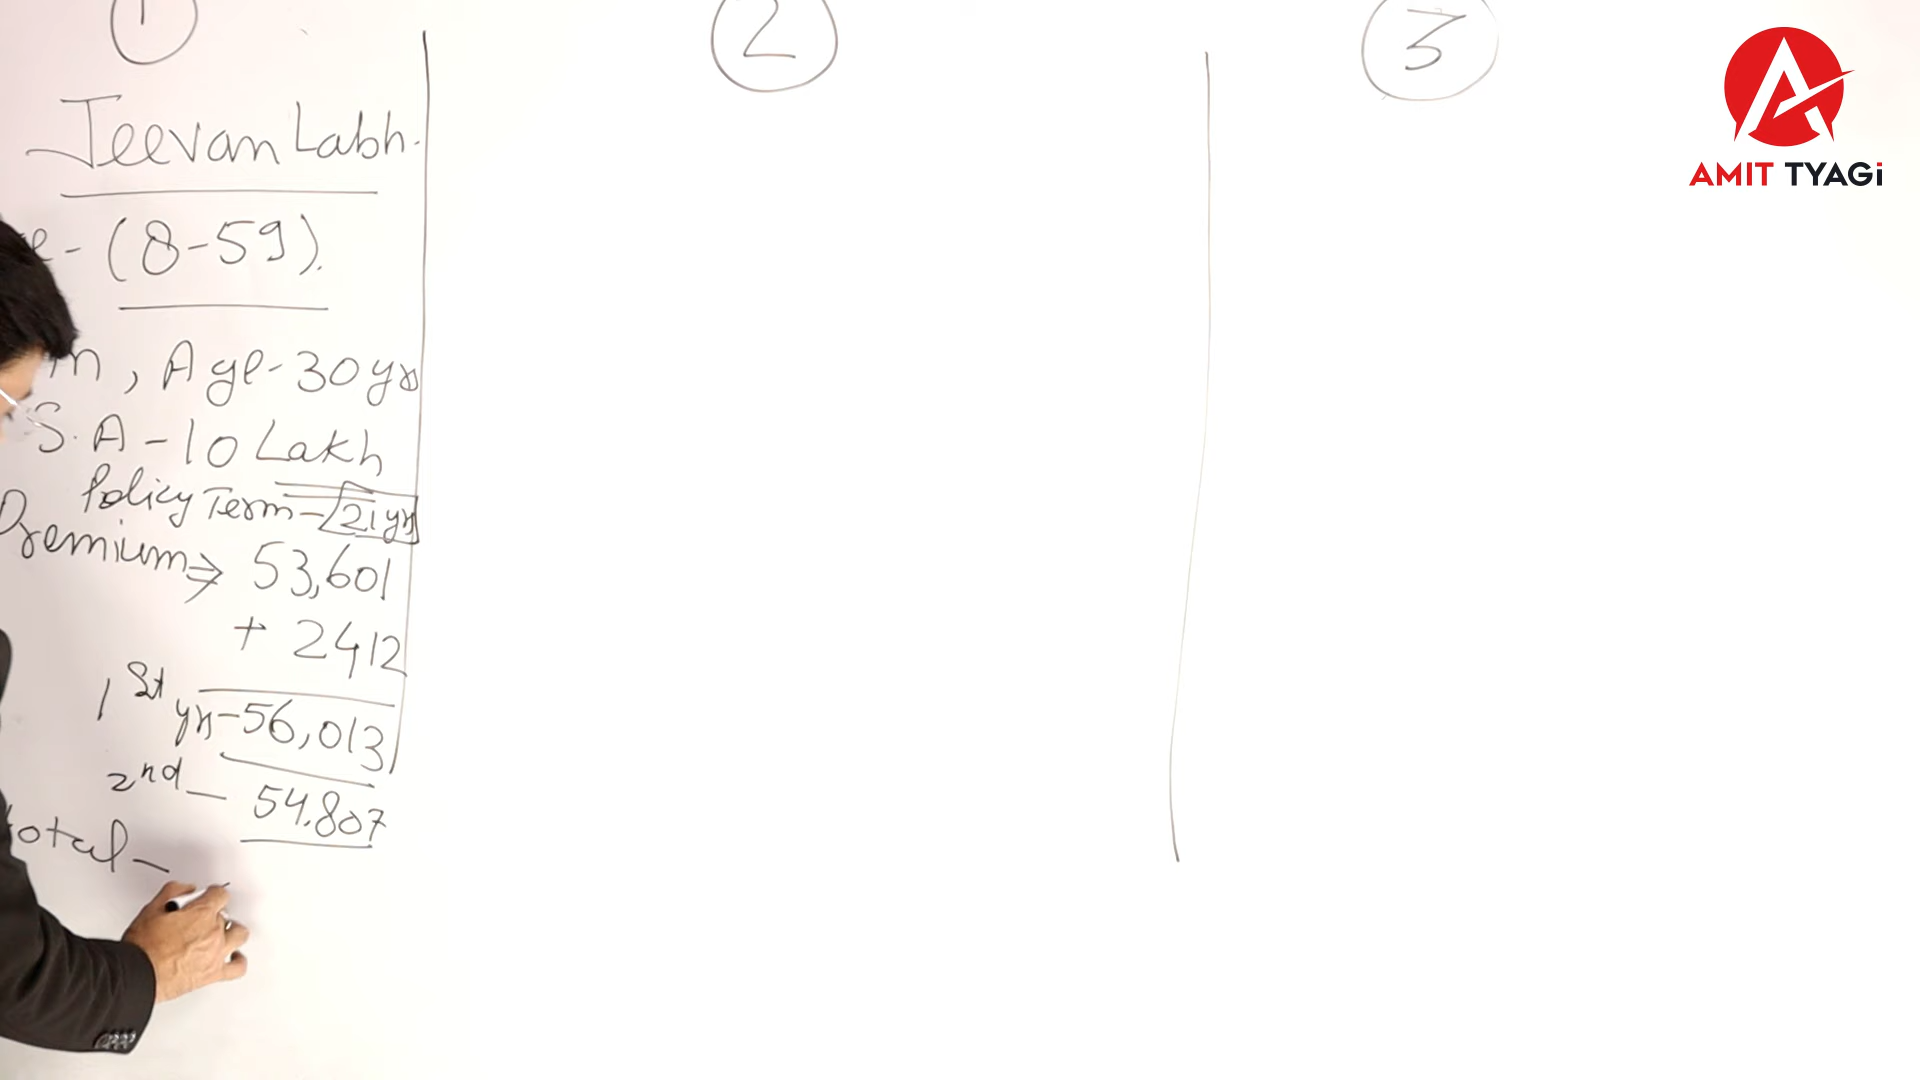 1
Jeevan Labh.
e-(8-59).
m, Age-30 yrs
S.A-10 Lakh
Policy Term-21 yrs
Premium⇒ 53,601
+ 2412
1st yr-56,013
2nd- 54,807
total-
2
3
AMIT TYAGi